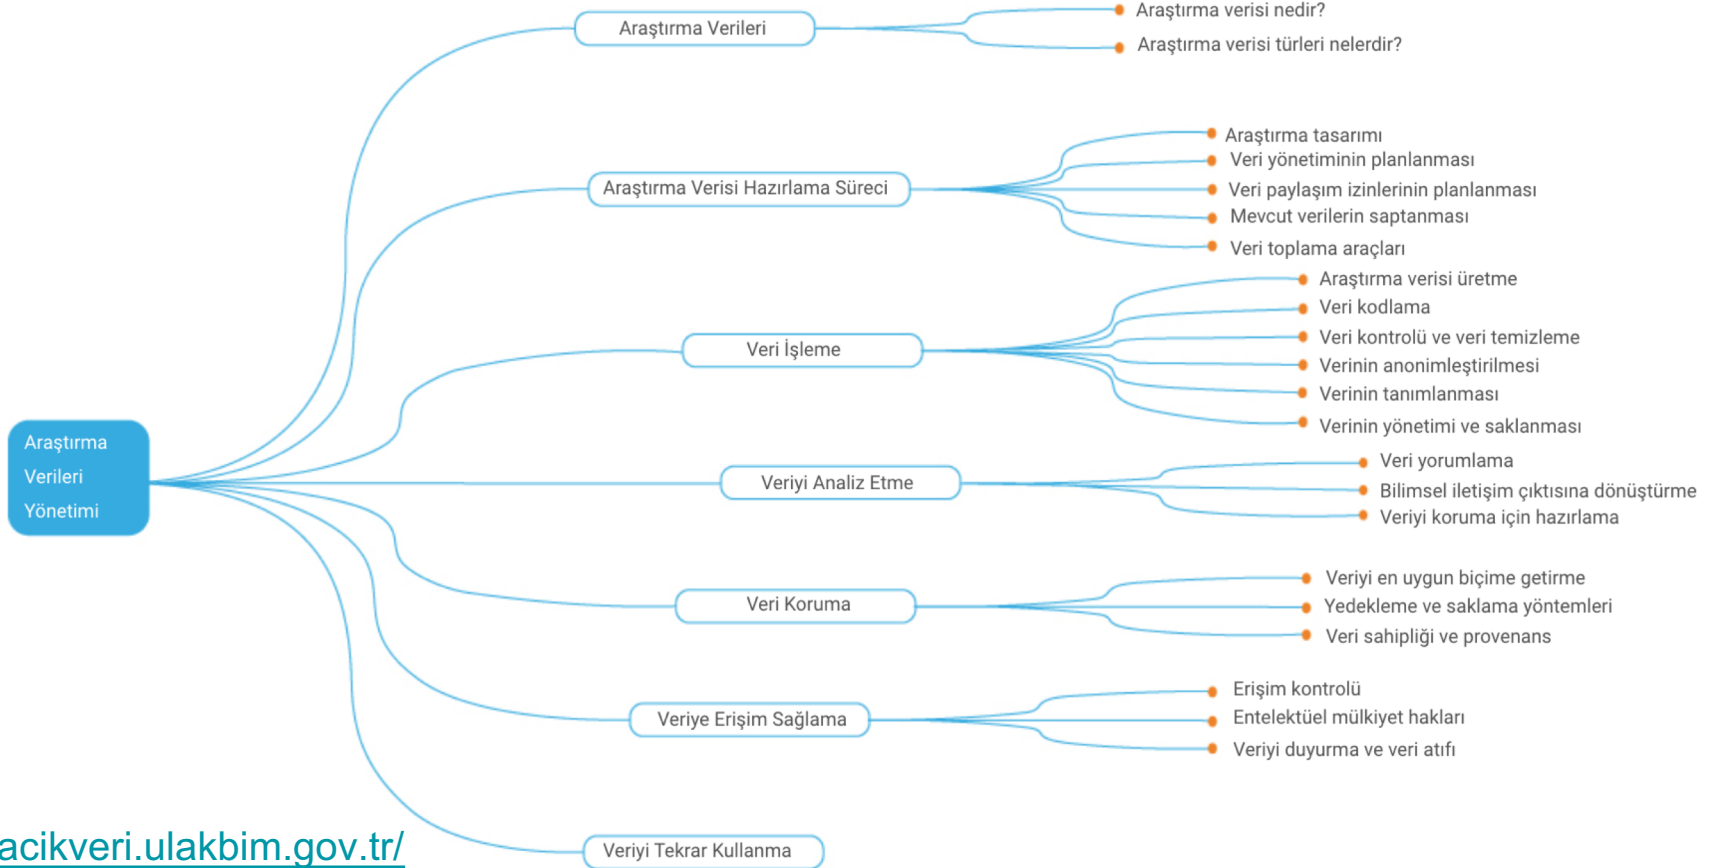 Araştırma
Verileri
Yönetimi
Araştırma Verileri
Araştırma verisi nedir?
Araştırma verisi türleri nelerdir?
Araştırma Verisi Hazırlama Süreci
Araştırma tasarımı
Veri yönetiminin planlanması
Veri paylaşım izinlerinin planlanması
Mevcut verilerin saptanması
Veri toplama araçları
Veri İşleme
Araştırma verisi üretme
Veri kodlama
Veri kontrolü ve veri temizleme
Verinin anonimleştirilmesi
Verinin tanımlanması
Verinin yönetimi ve saklanması
Veriyi Analiz Etme
Veri yorumlama
Bilimsel iletişim çıktısına dönüştürme
Veriyi koruma için hazırlama
Veri Koruma
Veriyi en uygun biçime getirme
Yedekleme ve saklama yöntemleri
Veri sahipliği ve provenans
Veriye Erişim Sağlama
Erişim kontrolü
Entelektüel mülkiyet hakları
Veriyi duyurma ve veri atıfı
Veriyi Tekrar Kullanma
acikveri.ulakbim.gov.tr/